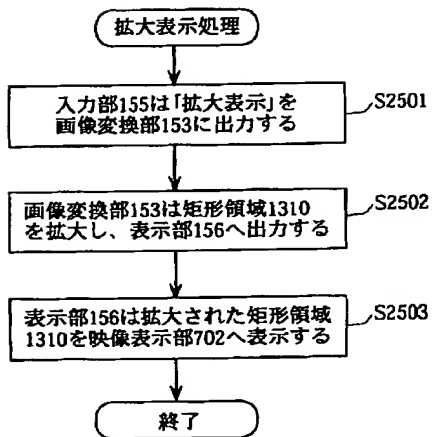 拡大表示処理
入力部155は「拡大表示」を
画像変換部153に出力する
S2501
画像変換部153は矩形領域1310
を拡大し、表示部156へ出力する
S2502
表示部156は拡大された矩形領域
1310を映像表示部702へ表示する
S2503
終了